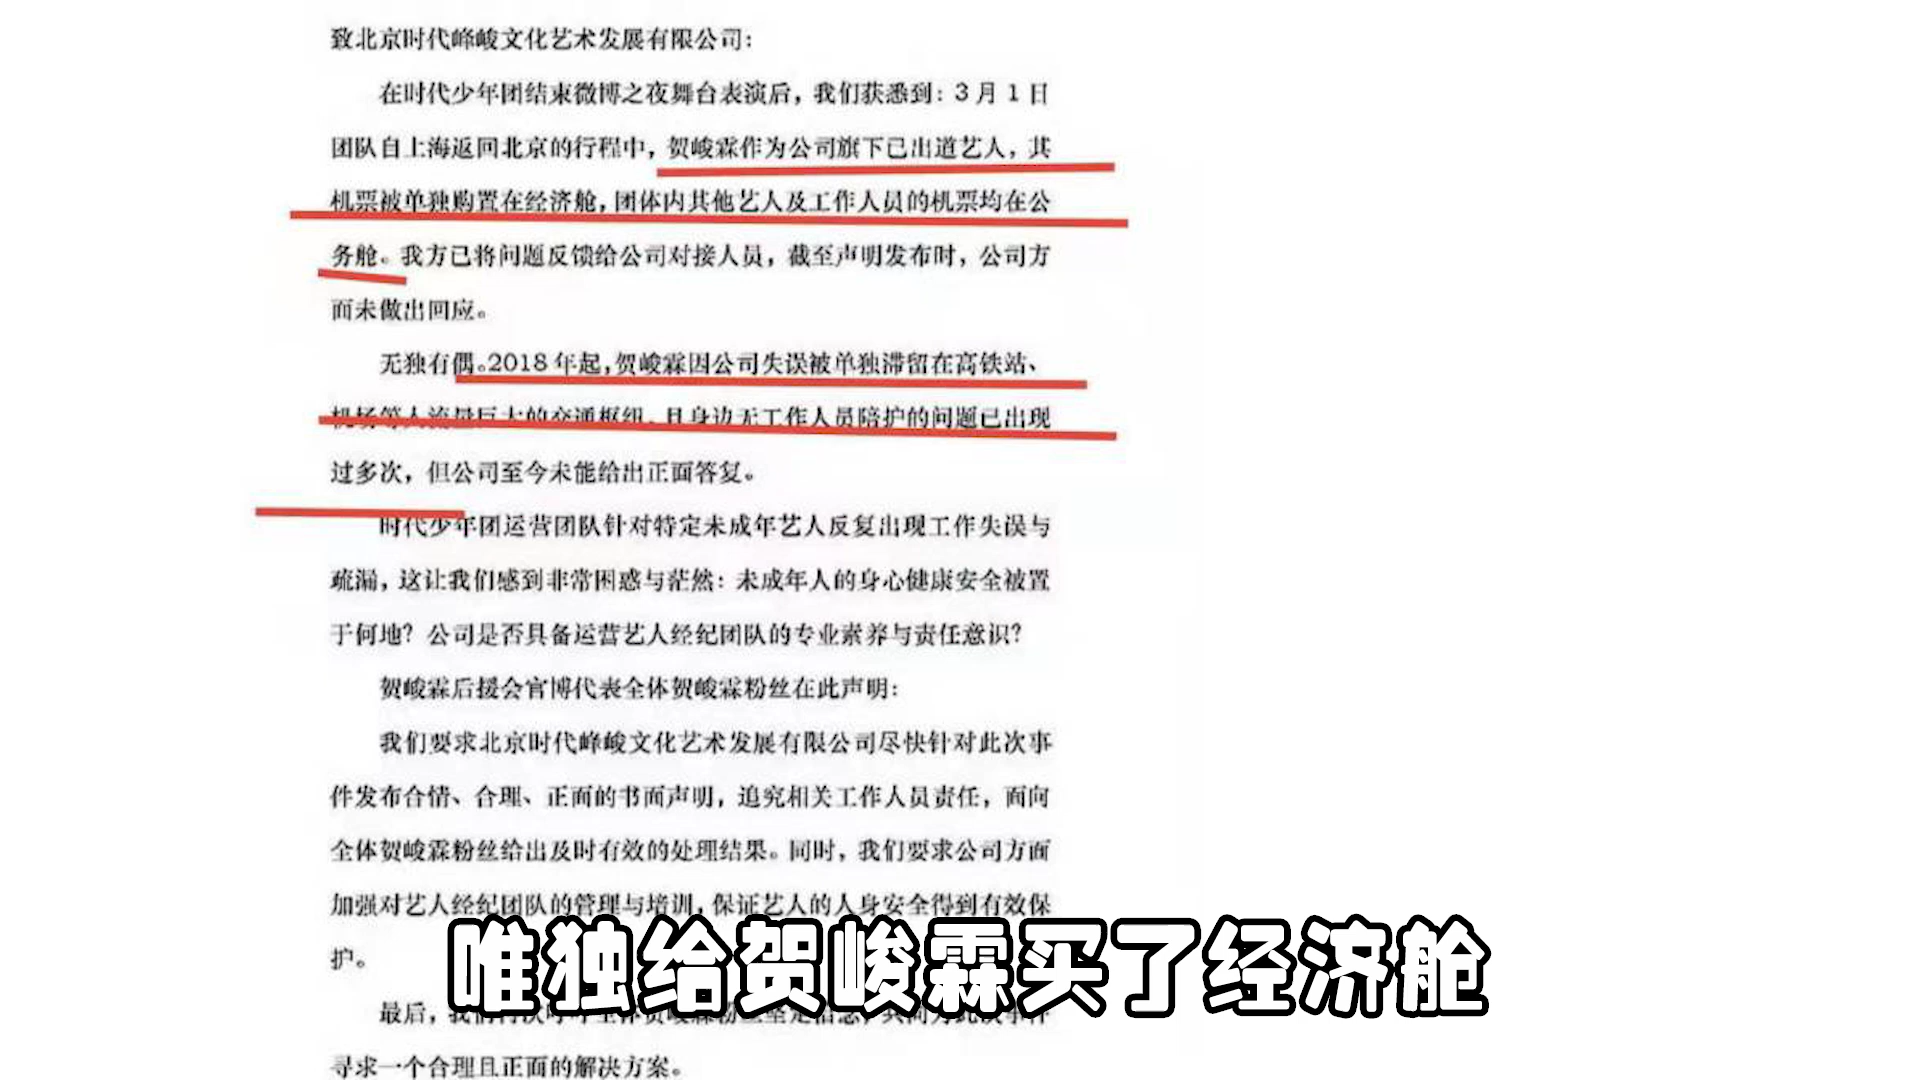 致北京时代峰峻文化艺术发展有限公司：
在时代少年团结束微博之夜舞台表演后，我们获悉到：3月1日
团队自上海返回北京的行程中，贺峻霖作为公司旗下已出道艺人，其
机票被单独购置在经济舱，团体内其他艺人及工作人员的机票均在公
务舱。我方已将问题反馈给公司对接人员，截至声明发布时，公司方
面未做出回应。
无独有偶。2018年起，贺峻霖因公司失误被单独滞留在高铁站、
机场等人流量巨大的交通枢纽、且身边无工作人员陪护的问题已出现
过多次，但公司至今未能给出正面答复。
时代少年团运营团队针对特定未成年艺人反复出现工作失误与
疏漏，这让我们感到非常困惑与茫然：未成年人的身心健康安全被置
于何地？公司是否具备运营艺人经纪团队的专业素养与责任意识？
贺峻霖后援会官博代表全体贺峻霖粉丝在此声明：
我们要求北京时代峰峻文化艺术发展有限公司尽快针对此次事
件发布合情、合理、正面的书面声明，追究相关工作人员责任，面向
全体贺峻霖粉丝给出及时有效的处理结果。同时，我们要求公司方面
加强对艺人经纪团队的管理与培训，保证艺人的人身安全得到有效保
护。
唯独给贺峻霖买了经济舱
最后，我们
寻求一个合理且正面的解决方案。